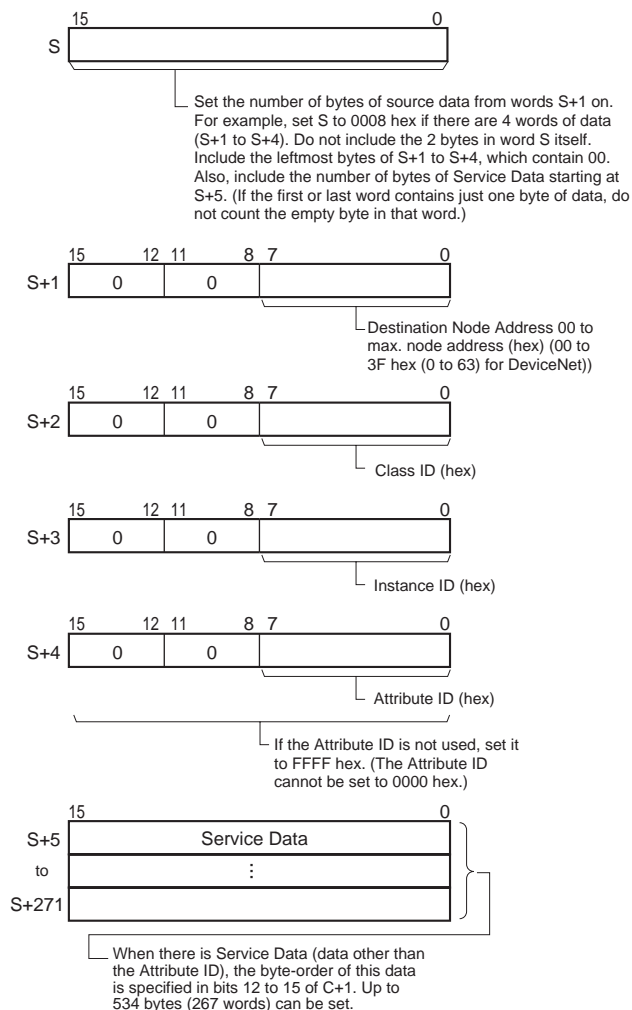 15 0
S
Set the number of bytes of source data from words S+1 on.
For example, set S to 0008 hex if there are 4 words of data
(S+1 to S+4). Do not include the 2 bytes in word S itself.
Include the leftmost bytes of S+1 to S+4, which contain 00.
Also, include the number of bytes of Service Data starting at
S+5. (If the first or last word contains just one byte of data, do
not count the empty byte in that word.)
15 12 11 8 7 0
S+1 0 0
Destination Node Address 00 to
max. node address (hex) (00 to
3F hex (0 to 63) for DeviceNet))
15 12 11 8 7 0
S+2 0 0
Class ID (hex)
15 12 11 8 7 0
S+3 0 0
Instance ID (hex)
15 12 11 8 7 0
S+4 0 0
Attribute ID (hex)
If the Attribute ID is not used, set it
to FFFF hex. (The Attribute ID
cannot be set to 0000 hex.)
15 0
S+5 Service Data
to ⋮
S+271
When there is Service Data (data other than
the Attribute ID), the byte-order of this data
is specified in bits 12 to 15 of C+1. Up to
534 bytes (267 words) can be set.